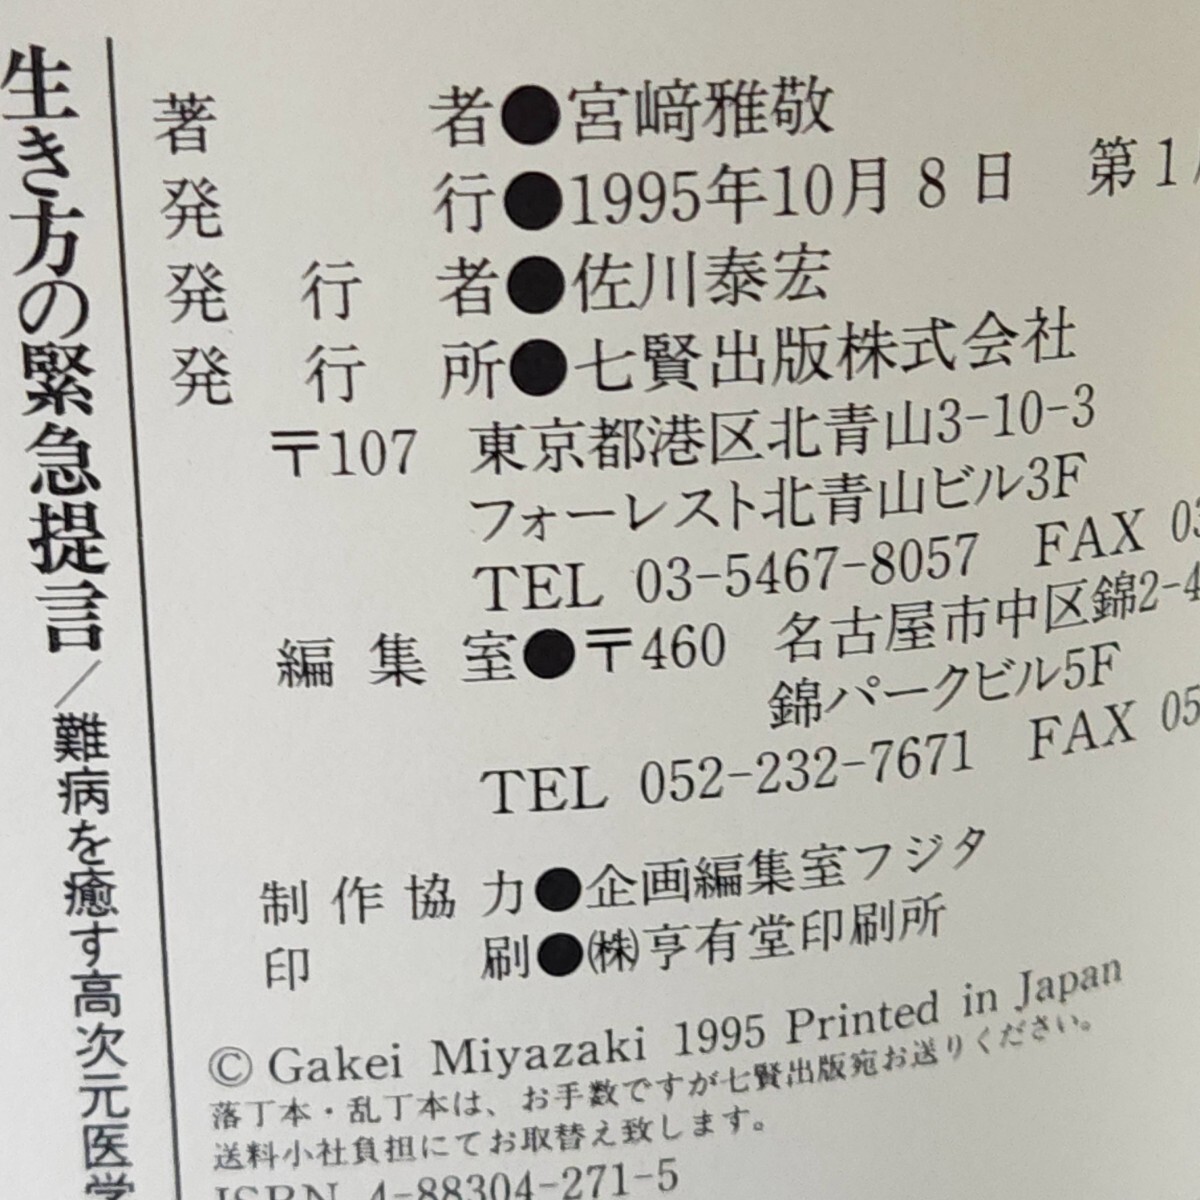 生き方の緊急提言/難病を癒す高次元医学
著者●宮﨑雅敬
発行●1995年10月8日 第1
発行者●佐川泰宏
発行所●七賢出版株式会社
〒107 東京都港区北青山3-10-3
フォーレスト北青山ビル3F
TEL 03-5467-8057 FAX 03
編集室●〒460 名古屋市中区錦2-4
錦パークビル5F
TEL 052-232-7671 FAX 05
制作協力●企画編集室フジタ
印刷●㈱亨有堂印刷所
© Gakei Miyazaki 1995 Printed in Japan
落丁本・乱丁本は、お手数ですが七賢出版宛お送りください。
送料小社負担にてお取替え致します。
ISBN 4-88304-271-5